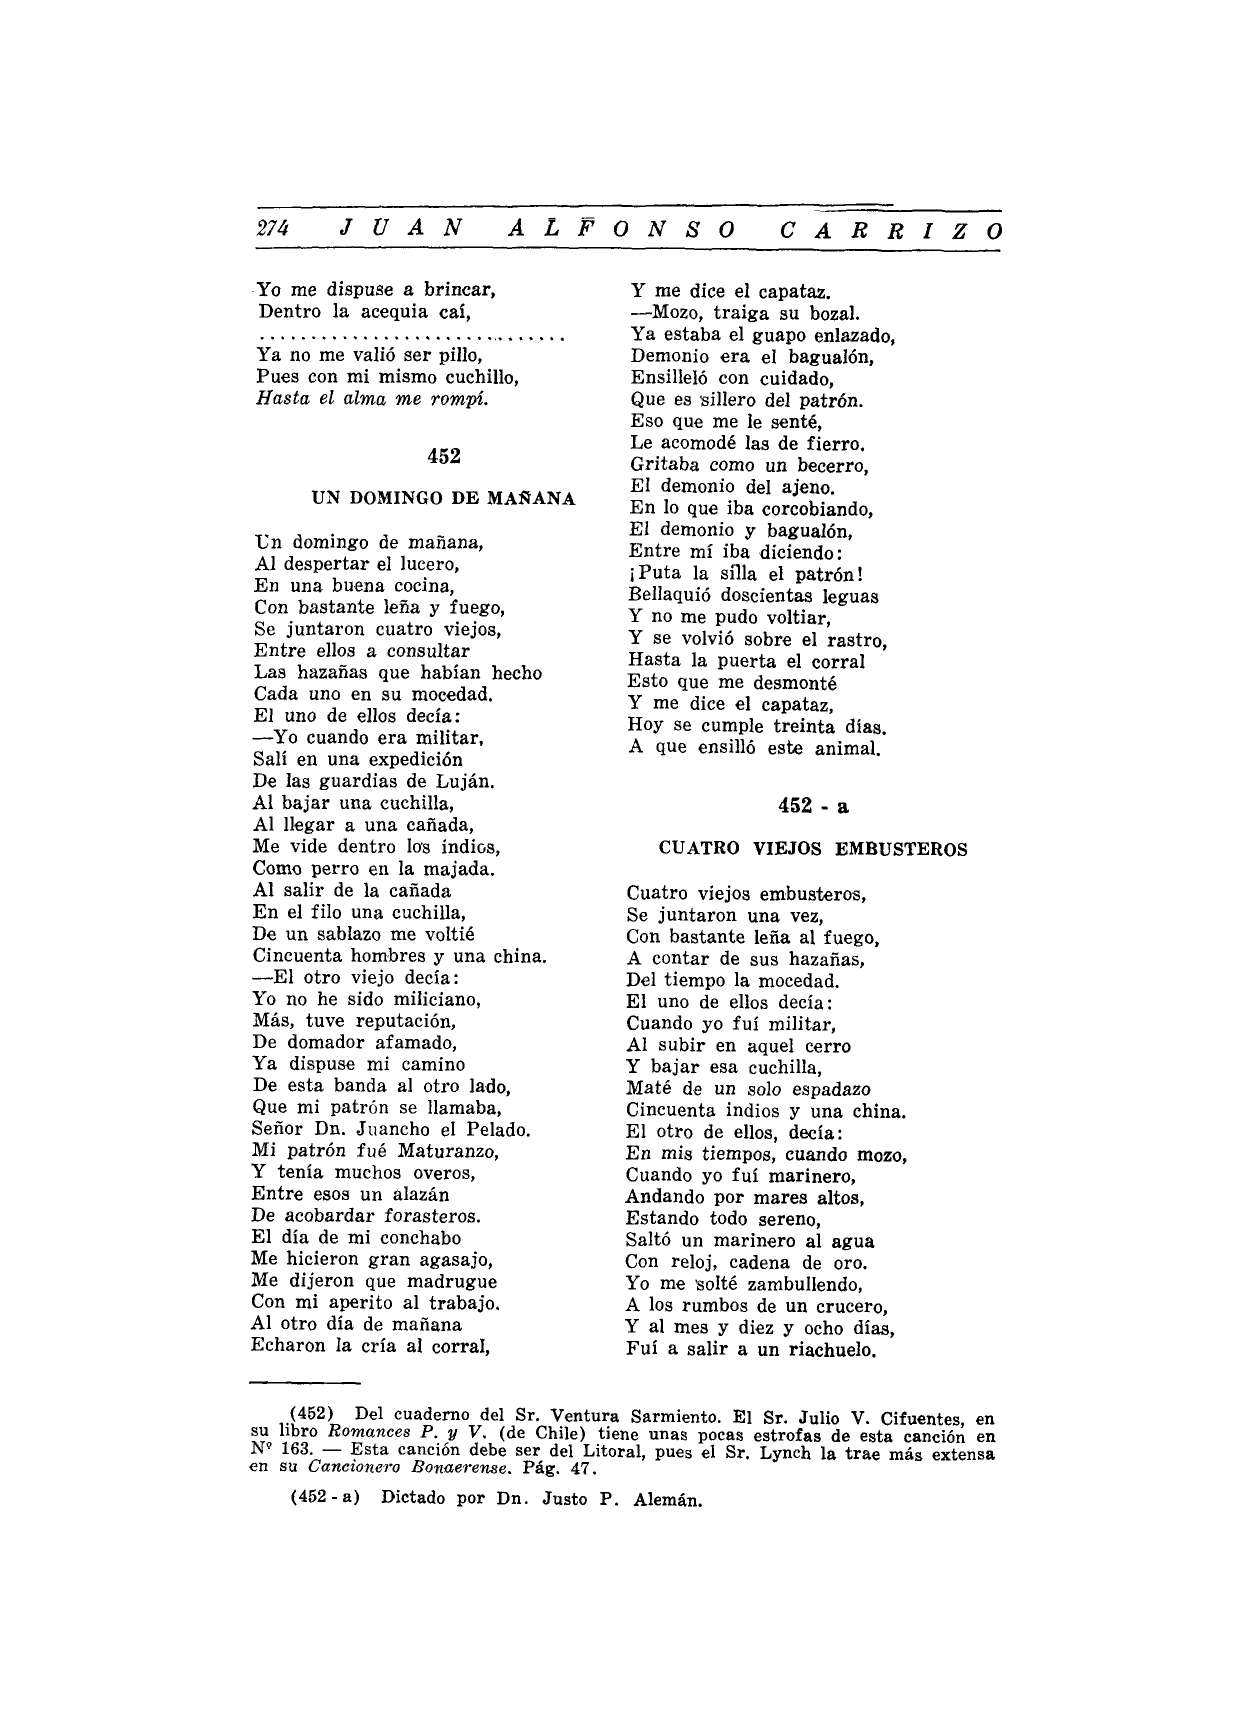 274 JUAN ALFONSO CARRIZO
Yo me dispuse a brincar,
Dentro la acequia caí,
..............................
Ya no me valió ser pillo,
Pues con mi mismo cuchillo,
Hasta el alma me rompí.
452
UN DOMINGO DE MAÑANA
Un domingo de mañana,
Al despertar el lucero,
En una buena cocina,
Con bastante leña y fuego,
Se juntaron cuatro viejos,
Entre ellos a consultar
Las hazañas que habían hecho
Cada uno en su mocedad.
El uno de ellos decía:
—Yo cuando era militar,
Salí en una expedición
De las guardias de Luján.
Al bajar una cuchilla,
Al llegar a una cañada,
Me vide dentro los indios,
Como perro en la majada.
Al salir de la cañada
En el filo una cuchilla,
De un sablazo me voltié
Cincuenta hombres y una china.
—El otro viejo decía:
Yo no he sido miliciano,
Más, tuve reputación,
De domador afamado,
Ya dispuse mi camino
De esta banda al otro lado,
Que mi patrón se llamaba,
Señor Dn. Juancho el Pelado.
Mi patrón fué Maturanzo,
Y tenía muchos overos,
Entre esos un alazán
De acobardar forasteros.
El día de mi conchabo
Me hicieron gran agasajo,
Me dijeron que madrugue
Con mi aperito al trabajo.
Al otro día de mañana
Echaron la cría al corral,
Y me dice el capataz.
—Mozo, traiga su bozal.
Ya estaba el guapo enlazado,
Demonio era el bagualón,
Ensilleló con cuidado,
Que es sillero del patrón.
Eso que me le senté,
Le acomodé las de fierro.
Gritaba como un becerro,
El demonio del ajeno.
En lo que iba corcobiando,
El demonio y bagualón,
Entre mí iba diciendo:
¡Puta la silla el patrón!
Bellaquió doscientas leguas
Y no me pudo voltiar,
Y se volvió sobre el rastro,
Hasta la puerta el corral
Esto que me desmonté
Y me dice el capataz,
Hoy se cumple treinta días.
A que ensilló este animal.
452 - a
CUATRO VIEJOS EMBUSTEROS
Cuatro viejos embusteros,
Se juntaron una vez,
Con bastante leña al fuego,
A contar de sus hazañas,
Del tiempo la mocedad.
El uno de ellos decía:
Cuando yo fuí militar,
Al subir en aquel cerro
Y bajar esa cuchilla,
Maté de un solo espadazo
Cincuenta indios y una china.
El otro de ellos, decía:
En mis tiempos, cuando mozo,
Cuando yo fuí marinero,
Andando por mares altos,
Estando todo sereno,
Saltó un marinero al agua
Con reloj, cadena de oro.
Yo me solté zambullendo,
A los rumbos de un crucero,
Y al mes y diez y ocho días,
Fuí a salir a un riachuelo.
(452) Del cuaderno del Sr. Ventura Sarmiento. El Sr. Julio V. Cifuentes, en
su libro Romances P. y V. (de Chile) tiene unas pocas estrofas de esta canción en
Nº 163. — Esta canción debe ser del Litoral, pues el Sr. Lynch la trae más extensa
en su Cancionero Bonaerense. Pág. 47.
(452 - a) Dictado por Dn. Justo P. Alemán.